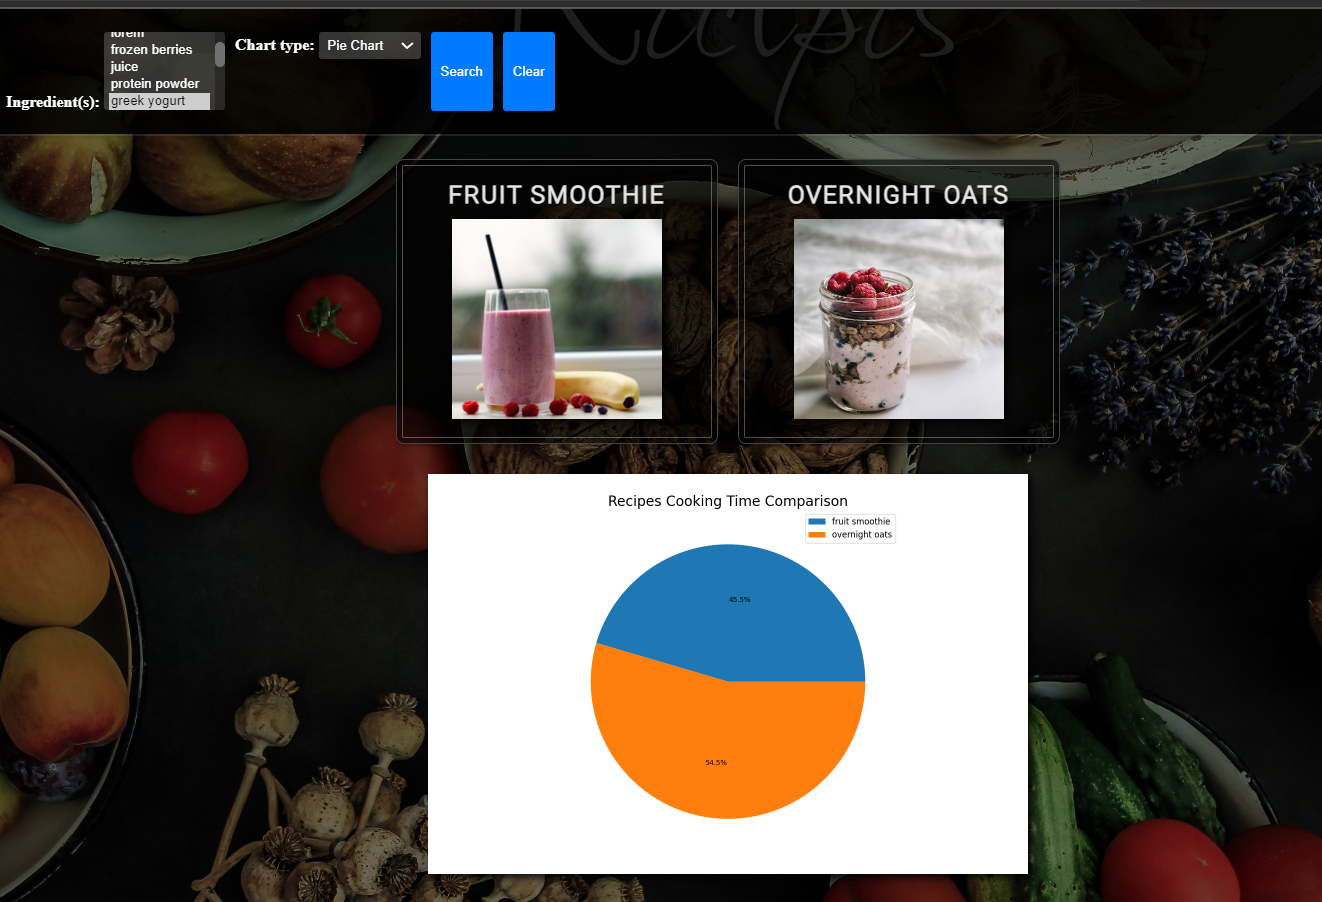 Recipis
lorem
frozen berries
juice
protein powder
greek yogurt
Ingredient(s):
Chart type:
Pie Chart
Search
Clear
FRUIT SMOOTHIE
OVERNIGHT OATS
Recipes Cooking Time Comparison
fruit smoothie
overnight oats
45.5%
54.5%